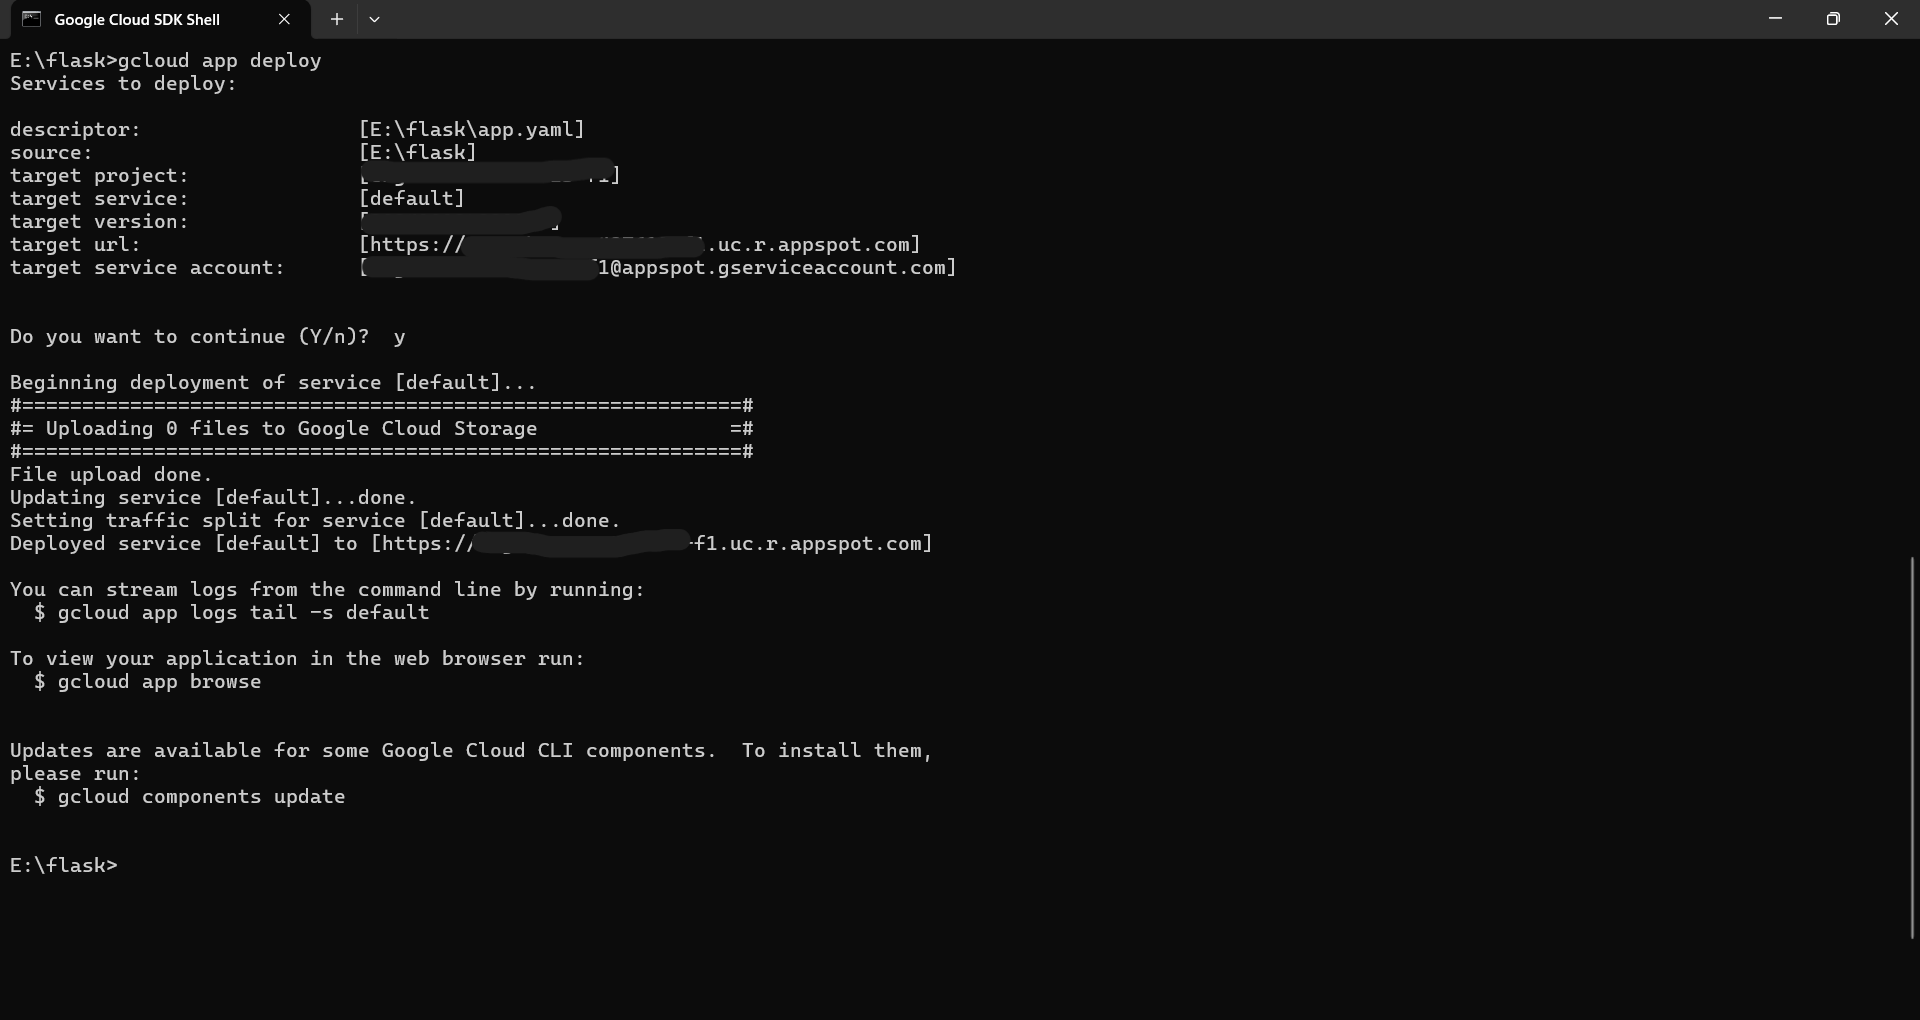 Google Cloud SDK Shell
E:\flask>gcloud app deploy
Services to deploy:
descriptor: [E:\flask\app.yaml]
source: [E:\flask]
target project: [ ]
target service: [default]
target version: [ ]
target url: [https:// .uc.r.appspot.com]
target service account: [ 1@appspot.gserviceaccount.com]
Do you want to continue (Y/n)?  y
Beginning deployment of service [default]...
#============================================================#
#= Uploading 0 files to Google Cloud Storage                =#
#============================================================#
File upload done.
Updating service [default]...done.
Setting traffic split for service [default]...done.
Deployed service [default] to [https:// f1.uc.r.appspot.com]
You can stream logs from the command line by running:
  $ gcloud app logs tail -s default
To view your application in the web browser run:
  $ gcloud app browse
Updates are available for some Google Cloud CLI components.  To install them,
please run:
  $ gcloud components update
E:\flask>